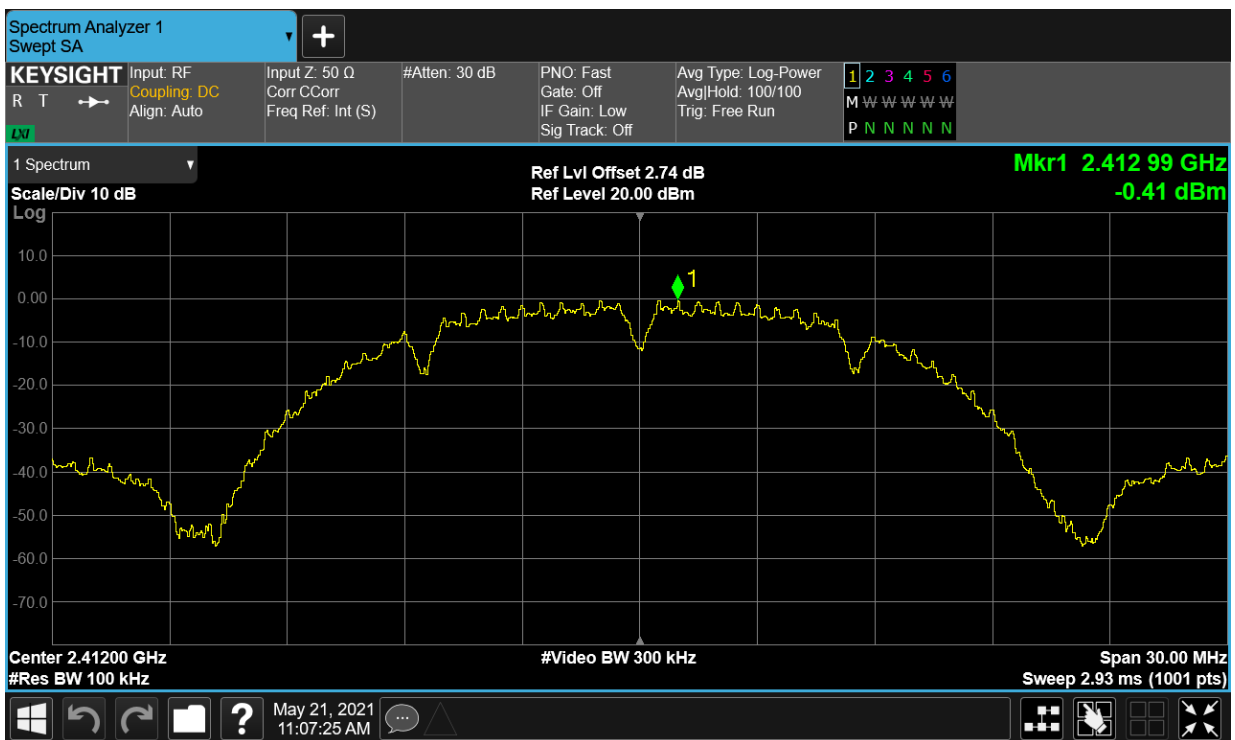 Spectrum Analyzer 1
Swept SA
+
KEYSIGHT
R T
LXI
Input: RF
Coupling: DC
Align: Auto
Input Z: 50 Ω
Corr CCorr
Freq Ref: Int (S)
#Atten: 30 dB
PNO: Fast
Gate: Off
IF Gain: Low
Sig Track: Off
Avg Type: Log-Power
Avg|Hold: 100/100
Trig: Free Run
1 2 3 4 5 6
M W W W W W
P N N N N N
1 Spectrum
Scale/Div 10 dB
Log
Ref Lvl Offset 2.74 dB
Ref Level 20.00 dBm
Mkr1 2.412 99 GHz
-0.41 dBm
1
10.0
0.00
-10.0
-20.0
-30.0
-40.0
-50.0
-60.0
-70.0
Center 2.41200 GHz
#Res BW 100 kHz
#Video BW 300 kHz
Span 30.00 MHz
Sweep 2.93 ms (1001 pts)
?
May 21, 2021
11:07:25 AM